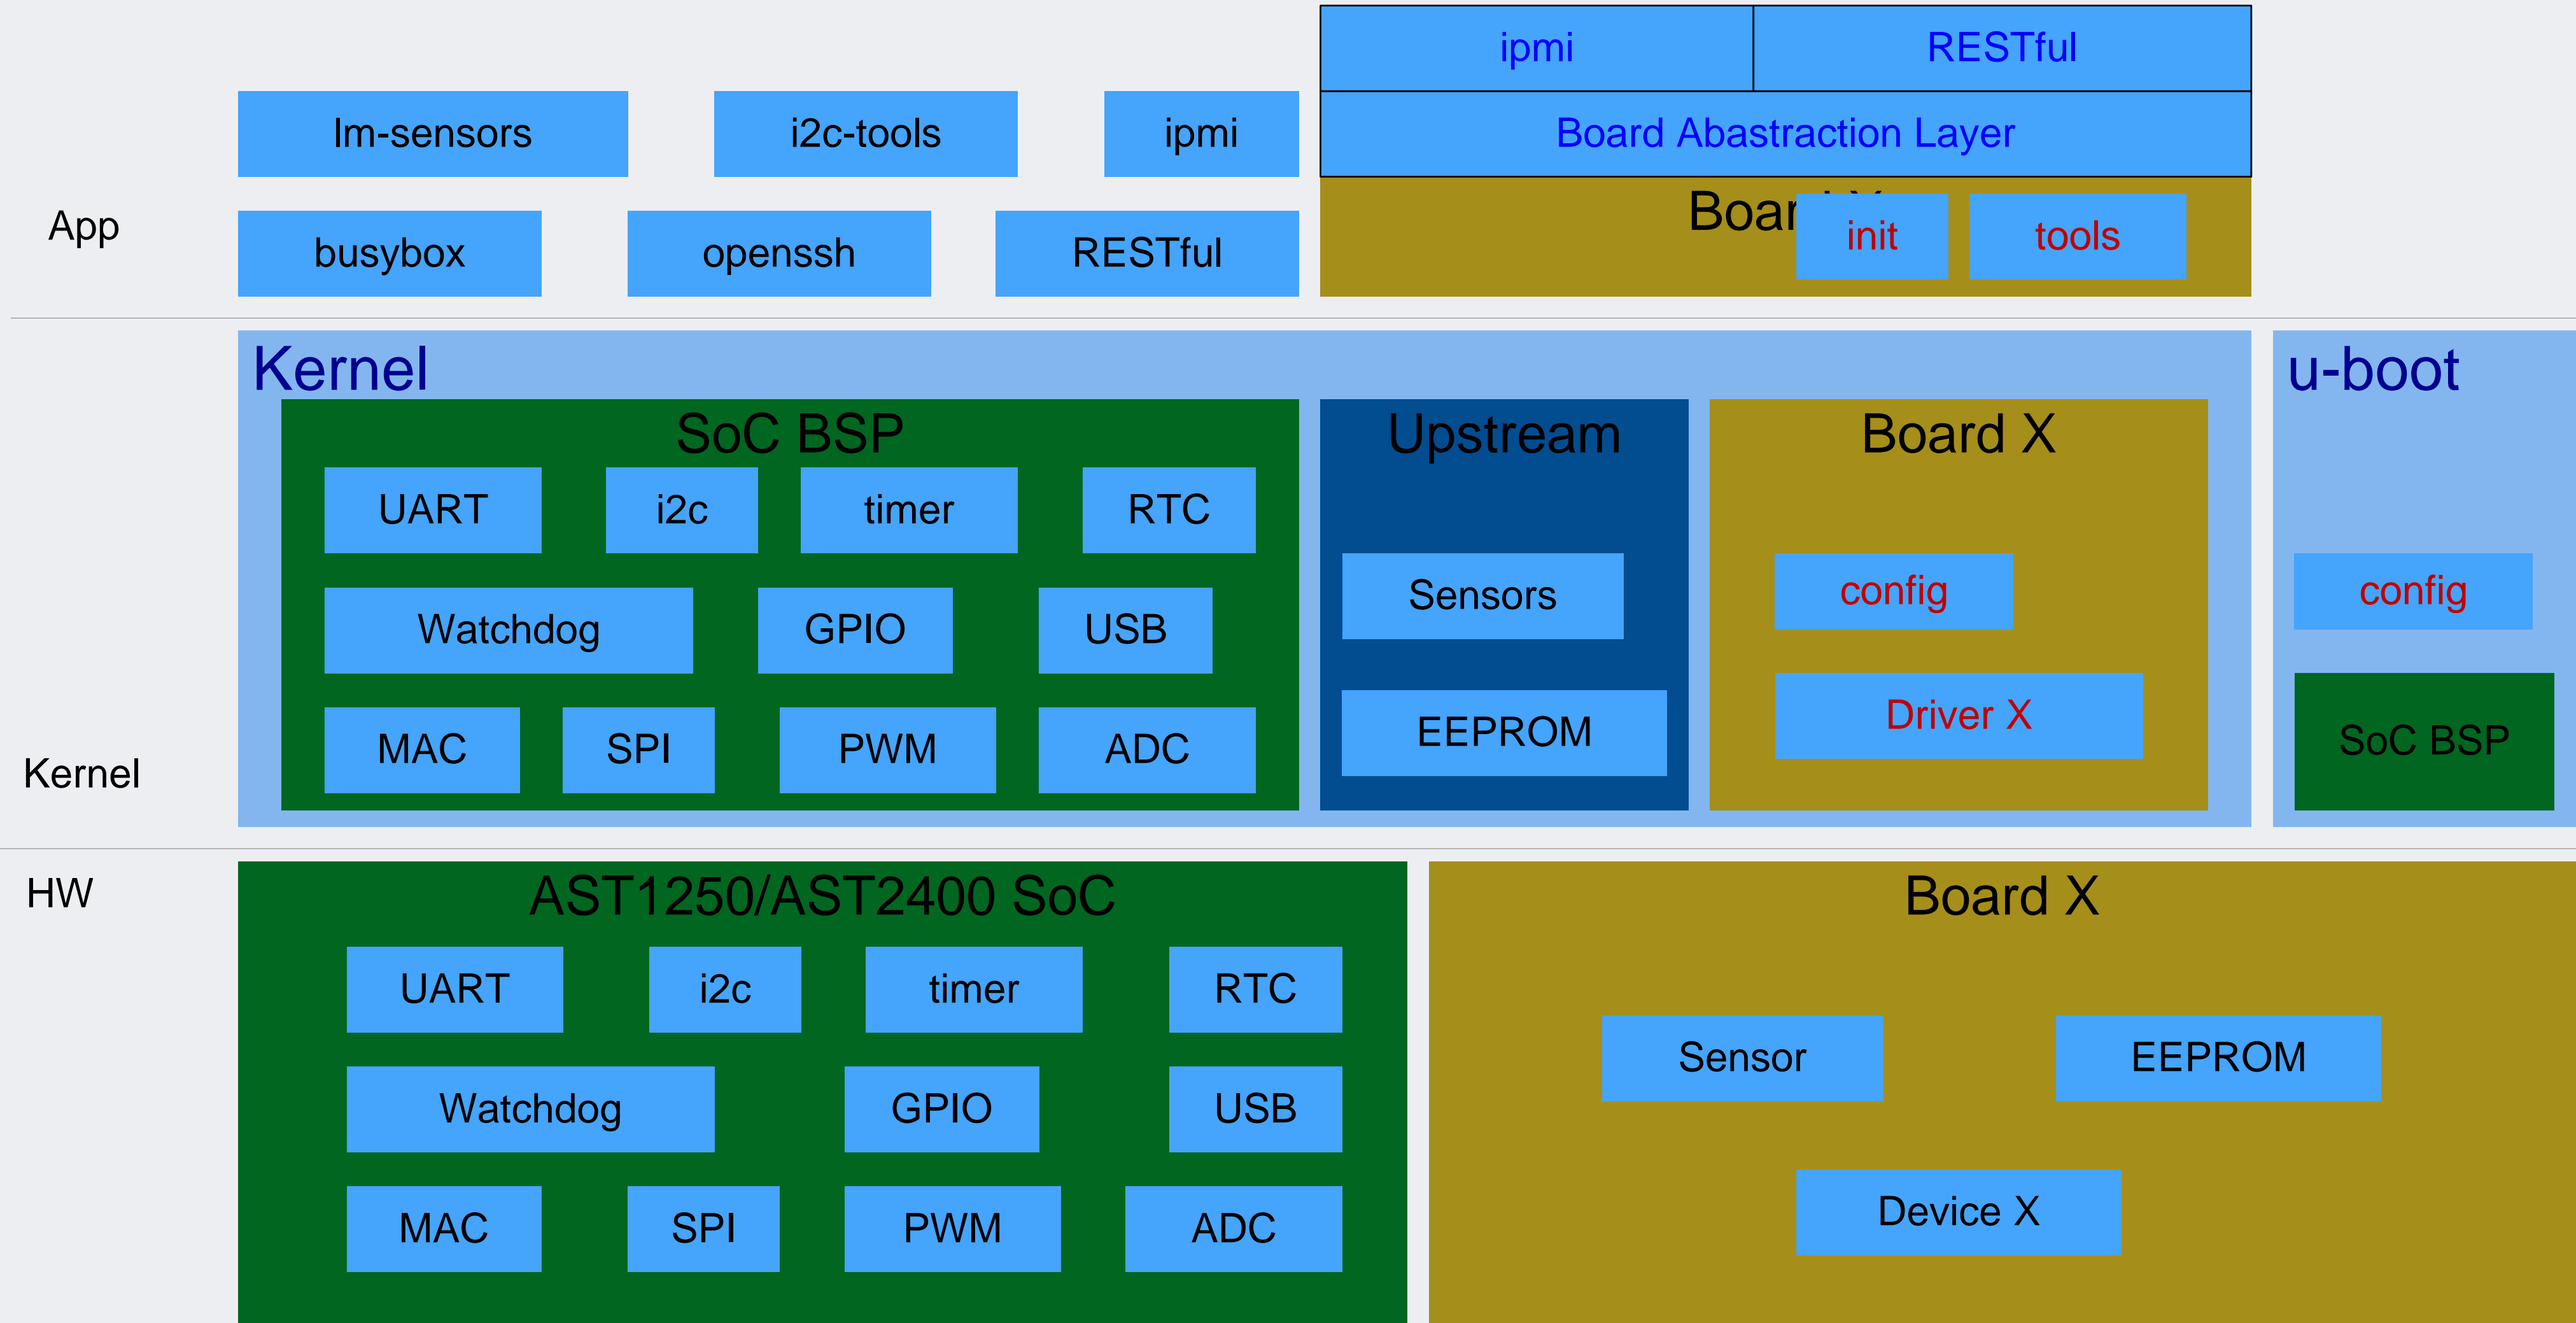 ipmi
RESTful
lm-sensors
i2c-tools
ipmi
Board Abastraction Layer
App
busybox
openssh
RESTful
init
tools
Kernel
u-boot
SoC BSP
Upstream
Board X
UART
i2c
timer
RTC
Sensors
config
config
Watchdog
GPIO
USB
Driver X
SoC BSP
EEPROM
MAC
SPI
PWM
ADC
Kernel
HW
AST1250/AST2400 SoC
Board X
UART
i2c
timer
RTC
Sensor
EEPROM
Watchdog
GPIO
USB
MAC
SPI
PWM
ADC
Device X